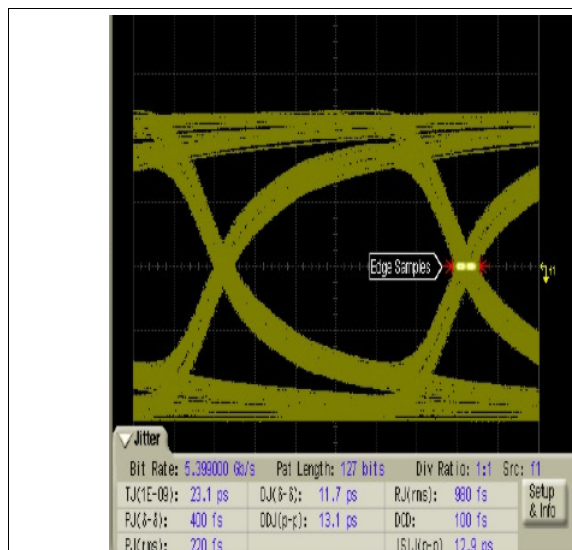 Edge Samples
f1
Jitter
Bit Rate: 5.399000 Gb/s Pat Length: 127 bits Div Ratio: 1:1 Src: f1
TJ(1E-09): 23.1 ps DJ(δ-δ): 11.7 ps RJ(rms): 980 fs
Setup & Info
PJ(δ-δ): 400 fs DDJ(p-p): 13.1 ps DCD: 100 fs
PJ(rms): 220 fs ISIJ(p-p) 12.9 ps